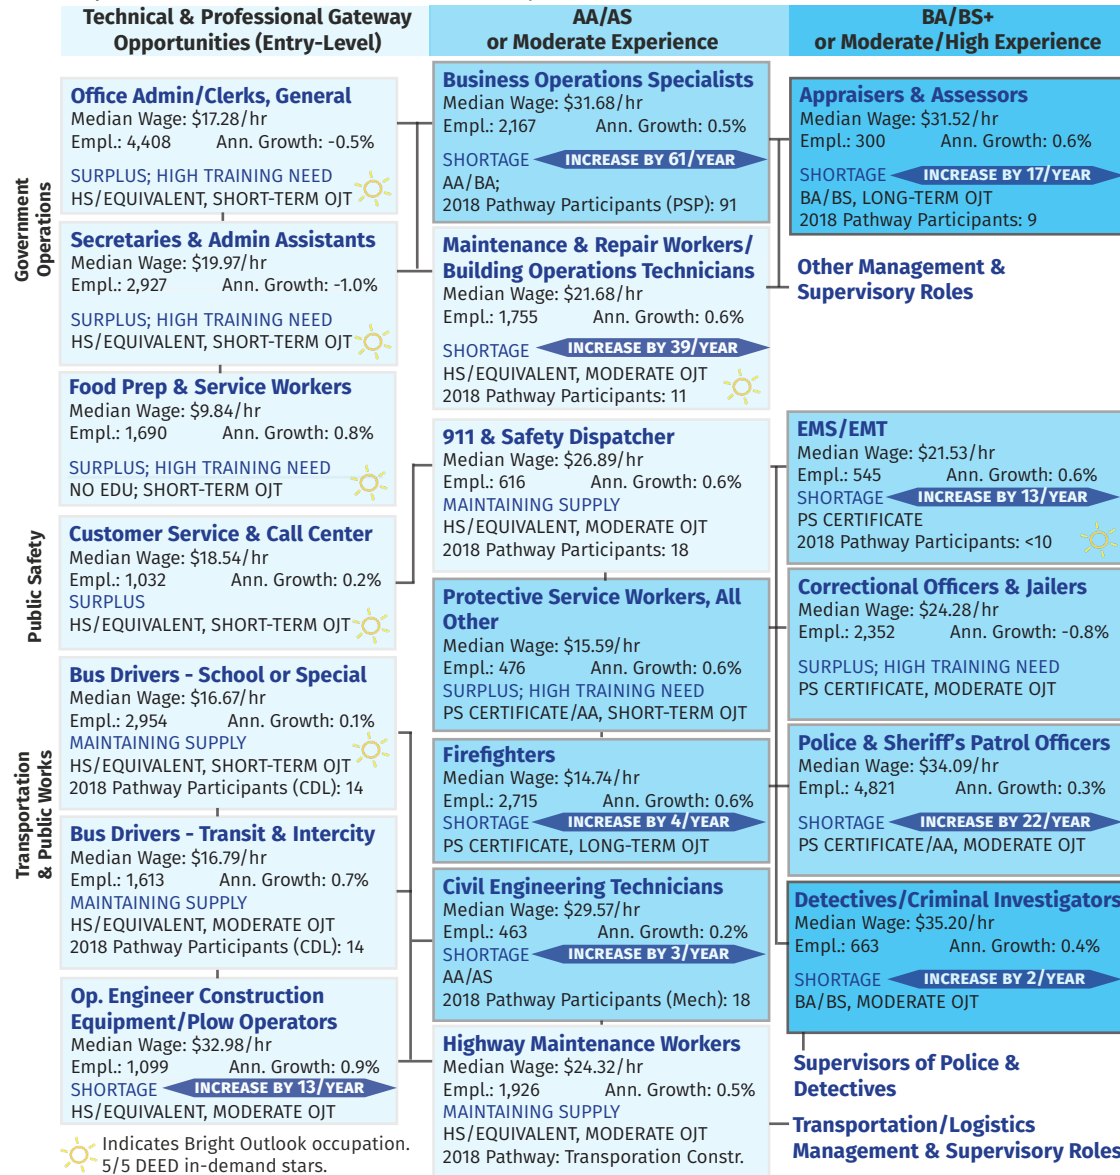 Technical & Professional Gateway
Opportunities (Entry-Level)
AA/AS
or Moderate Experience
BA/BS+
or Moderate/High Experience
Government
Operations
Public Safety
Transportation
& Public Works
Office Admin/Clerks, General
Median Wage: $17.28/hr
Empl.: 4,408 Ann. Growth: -0.5%
SURPLUS; HIGH TRAINING NEED
HS/EQUIVALENT, SHORT-TERM OJT
Secretaries & Admin Assistants
Median Wage: $19.97/hr
Empl.: 2,927 Ann. Growth: -1.0%
SURPLUS; HIGH TRAINING NEED
HS/EQUIVALENT, SHORT-TERM OJT
Food Prep & Service Workers
Median Wage: $9.84/hr
Empl.: 1,690 Ann. Growth: 0.8%
SURPLUS; HIGH TRAINING NEED
NO EDU; SHORT-TERM OJT
Customer Service & Call Center
Median Wage: $18.54/hr
Empl.: 1,032 Ann. Growth: 0.2%
SURPLUS
HS/EQUIVALENT, SHORT-TERM OJT
Bus Drivers - School or Special
Median Wage: $16.67/hr
Empl.: 2,954 Ann. Growth: 0.1%
MAINTAINING SUPPLY
HS/EQUIVALENT, SHORT-TERM OJT
2018 Pathway Participants (CDL): 14
Bus Drivers - Transit & Intercity
Median Wage: $16.79/hr
Empl.: 1,613 Ann. Growth: 0.7%
MAINTAINING SUPPLY
HS/EQUIVALENT, MODERATE OJT
2018 Pathway Participants (CDL): 14
Op. Engineer Construction
Equipment/Plow Operators
Median Wage: $32.98/hr
Empl.: 1,099 Ann. Growth: 0.9%
SHORTAGE INCREASE BY 13/YEAR
HS/EQUIVALENT, MODERATE OJT
Indicates Bright Outlook occupation.
5/5 DEED in-demand stars.
Business Operations Specialists
Median Wage: $31.68/hr
Empl.: 2,167 Ann. Growth: 0.5%
SHORTAGE INCREASE BY 61/YEAR
AA/BA;
2018 Pathway Participants (PSP): 91
Maintenance & Repair Workers/
Building Operations Technicians
Median Wage: $21.68/hr
Empl.: 1,755 Ann. Growth: 0.6%
SHORTAGE INCREASE BY 39/YEAR
HS/EQUIVALENT, MODERATE OJT
2018 Pathway Participants: 11
911 & Safety Dispatcher
Median Wage: $26.89/hr
Empl.: 616 Ann. Growth: 0.6%
MAINTAINING SUPPLY
HS/EQUIVALENT, MODERATE OJT
2018 Pathway Participants: 18
Protective Service Workers, All
Other
Median Wage: $15.59/hr
Empl.: 476 Ann. Growth: 0.6%
SURPLUS; HIGH TRAINING NEED
PS CERTIFICATE/AA, SHORT-TERM OJT
Firefighters
Median Wage: $14.74/hr
Empl.: 2,715 Ann. Growth: 0.6%
SHORTAGE INCREASE BY 4/YEAR
PS CERTIFICATE, LONG-TERM OJT
Civil Engineering Technicians
Median Wage: $29.57/hr
Empl.: 463 Ann. Growth: 0.2%
SHORTAGE INCREASE BY 3/YEAR
AA/AS
2018 Pathway Participants (Mech): 18
Highway Maintenance Workers
Median Wage: $24.32/hr
Empl.: 1,926 Ann. Growth: 0.5%
MAINTAINING SUPPLY
HS/EQUIVALENT, MODERATE OJT
2018 Pathway: Transporation Constr.
Appraisers & Assessors
Median Wage: $31.52/hr
Empl.: 300 Ann. Growth: 0.6%
SHORTAGE INCREASE BY 17/YEAR
BA/BS, LONG-TERM OJT
2018 Pathway Participants: 9
Other Management &
Supervisory Roles
EMS/EMT
Median Wage: $21.53/hr
Empl.: 545 Ann. Growth: 0.6%
SHORTAGE INCREASE BY 13/YEAR
PS CERTIFICATE
2018 Pathway Participants: <10
Correctional Officers & Jailers
Median Wage: $24.28/hr
Empl.: 2,352 Ann. Growth: -0.8%
SURPLUS; HIGH TRAINING NEED
PS CERTIFICATE, MODERATE OJT
Police & Sheriff's Patrol Officers
Median Wage: $34.09/hr
Empl.: 4,821 Ann. Growth: 0.3%
SHORTAGE INCREASE BY 22/YEAR
PS CERTIFICATE/AA, MODERATE OJT
Detectives/Criminal Investigators
Median Wage: $35.20/hr
Empl.: 663 Ann. Growth: 0.4%
SHORTAGE INCREASE BY 2/YEAR
BA/BS, MODERATE OJT
Supervisors of Police &
Detectives
Transportation/Logistics
Management & Supervisory Roles